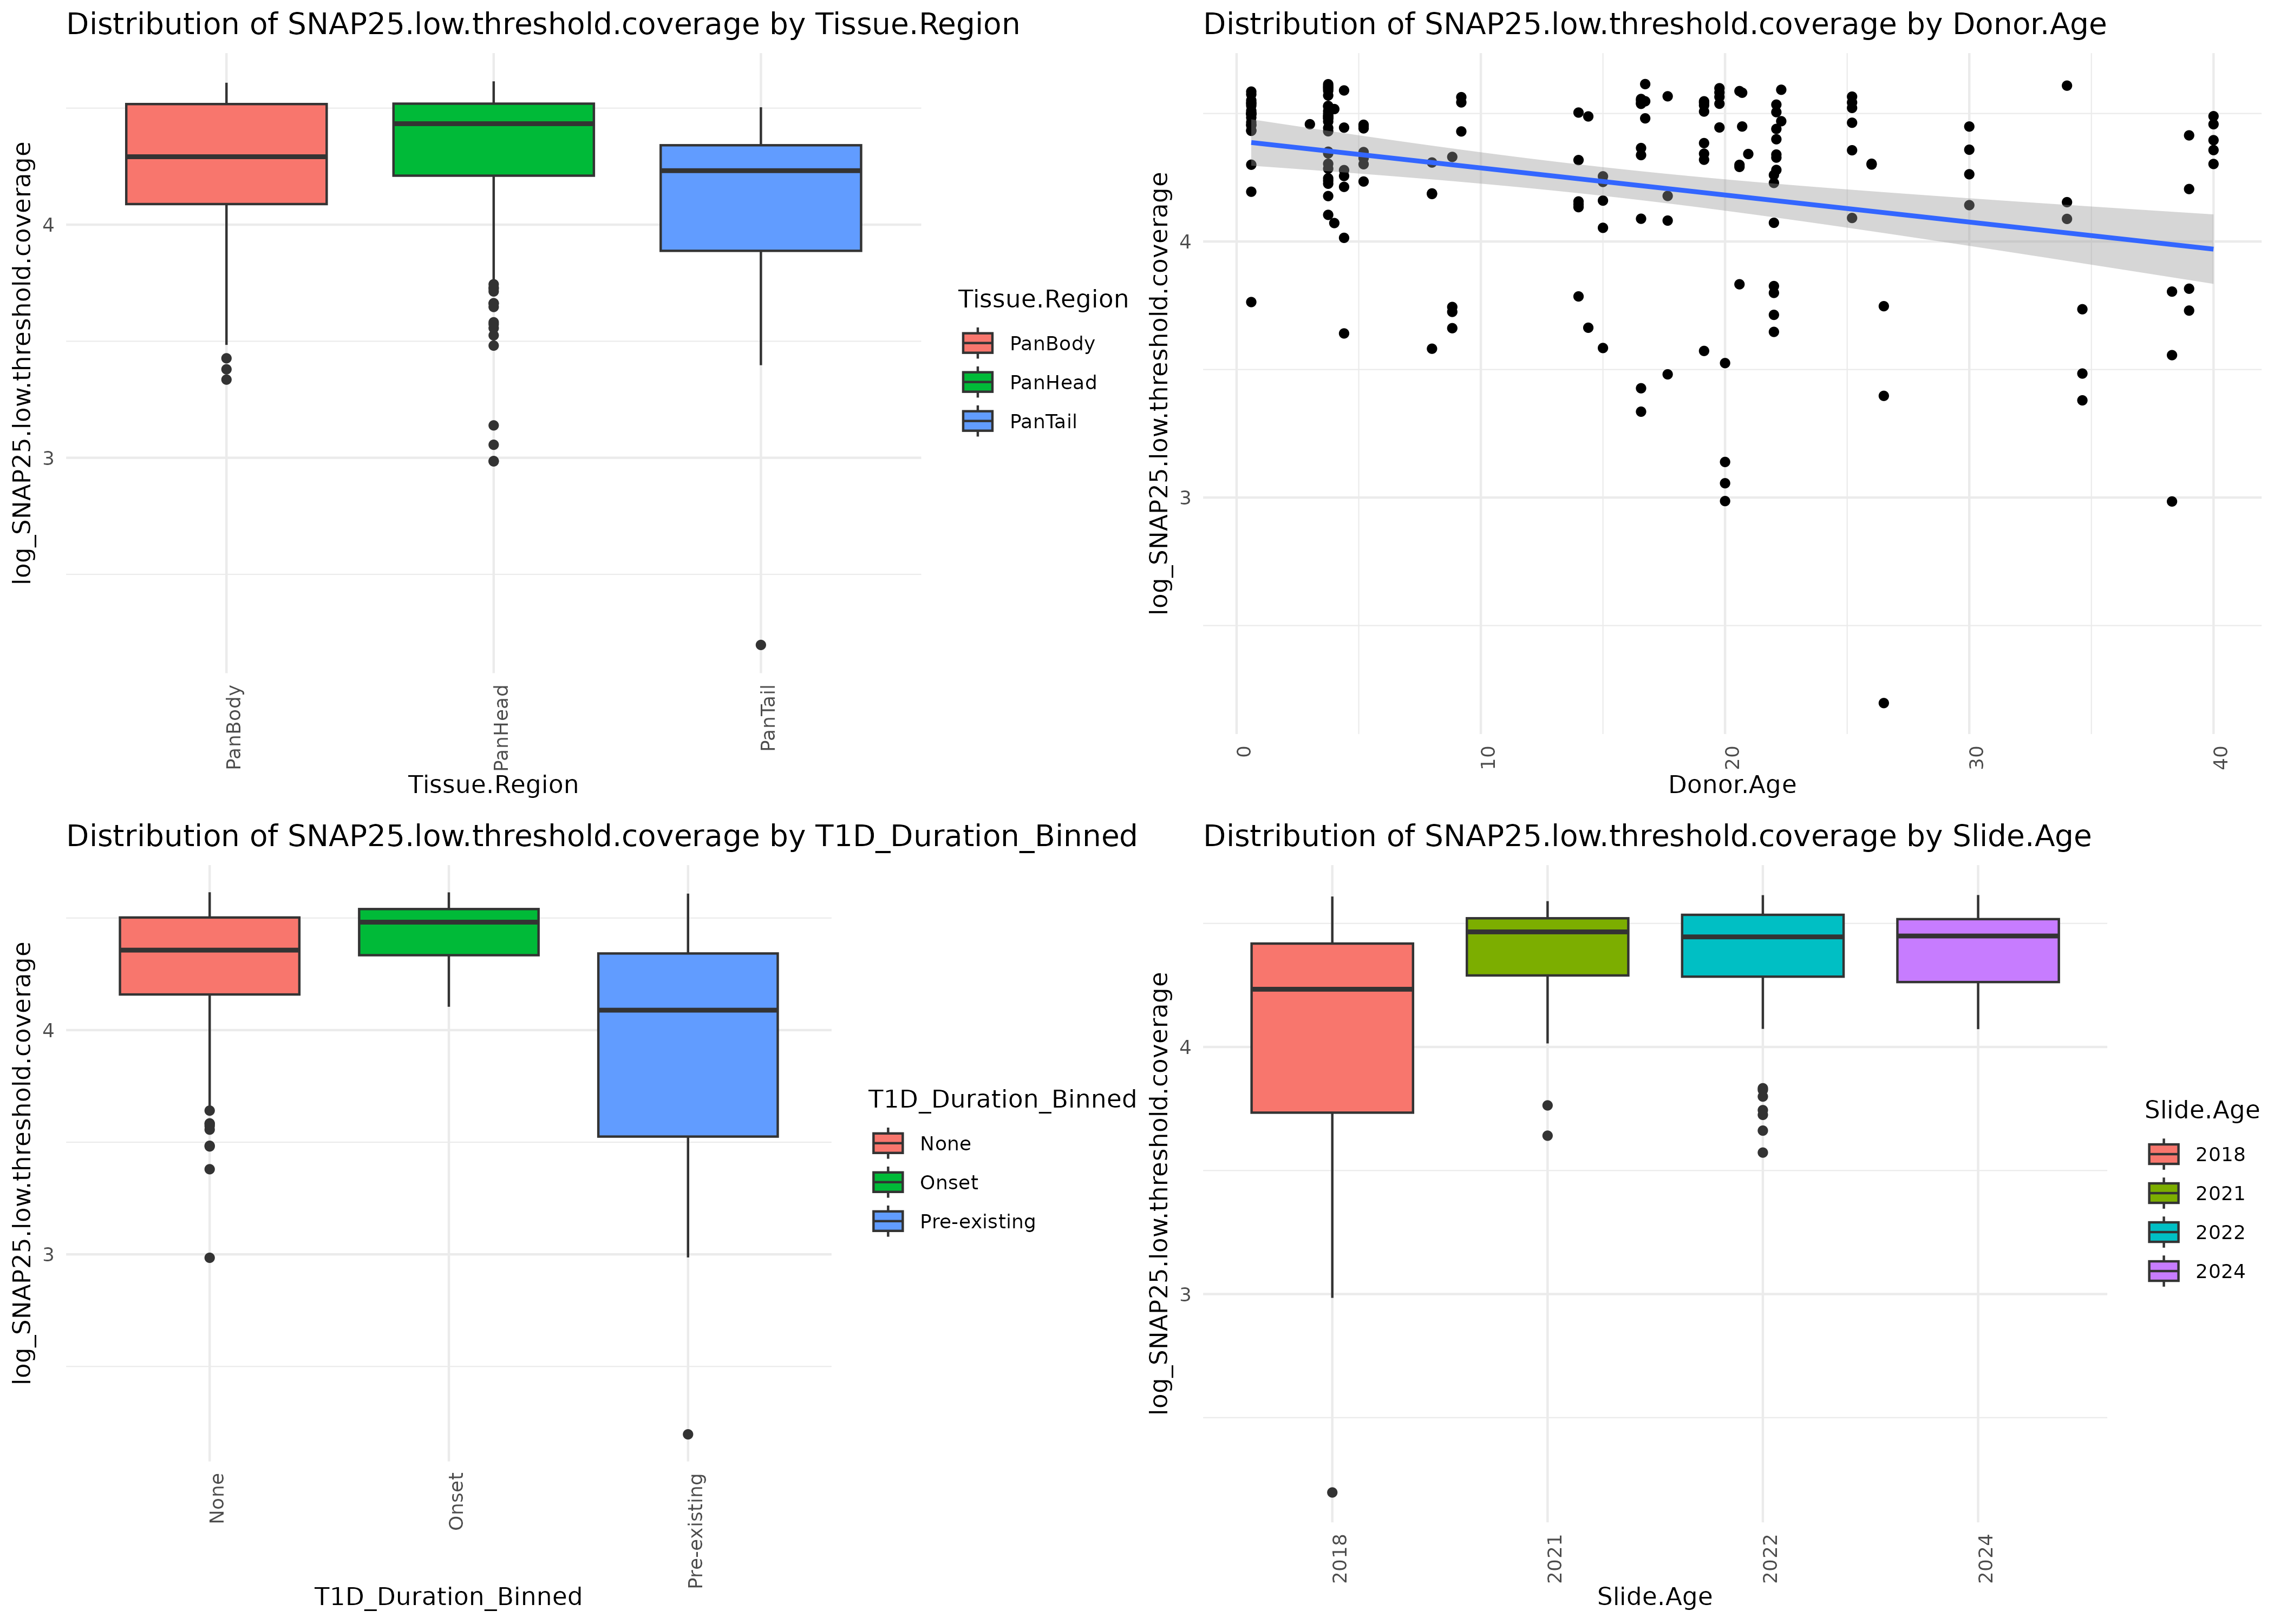 Distribution of SNAP25.low.threshold.coverage by Tissue.Region
log_SNAP25.low.threshold.coverage
4
3
PanBody
PanHead
PanTail
Tissue.Region
Tissue.Region
PanBody
PanHead
PanTail
Distribution of SNAP25.low.threshold.coverage by Donor.Age
log_SNAP25.low.threshold.coverage
4
3
0
10
20
30
40
Donor.Age
Distribution of SNAP25.low.threshold.coverage by T1D_Duration_Binned
log_SNAP25.low.threshold.coverage
4
3
None
Onset
Pre-existing
T1D_Duration_Binned
T1D_Duration_Binned
None
Onset
Pre-existing
Distribution of SNAP25.low.threshold.coverage by Slide.Age
log_SNAP25.low.threshold.coverage
4
3
2018
2021
2022
2024
Slide.Age
Slide.Age
2018
2021
2022
2024